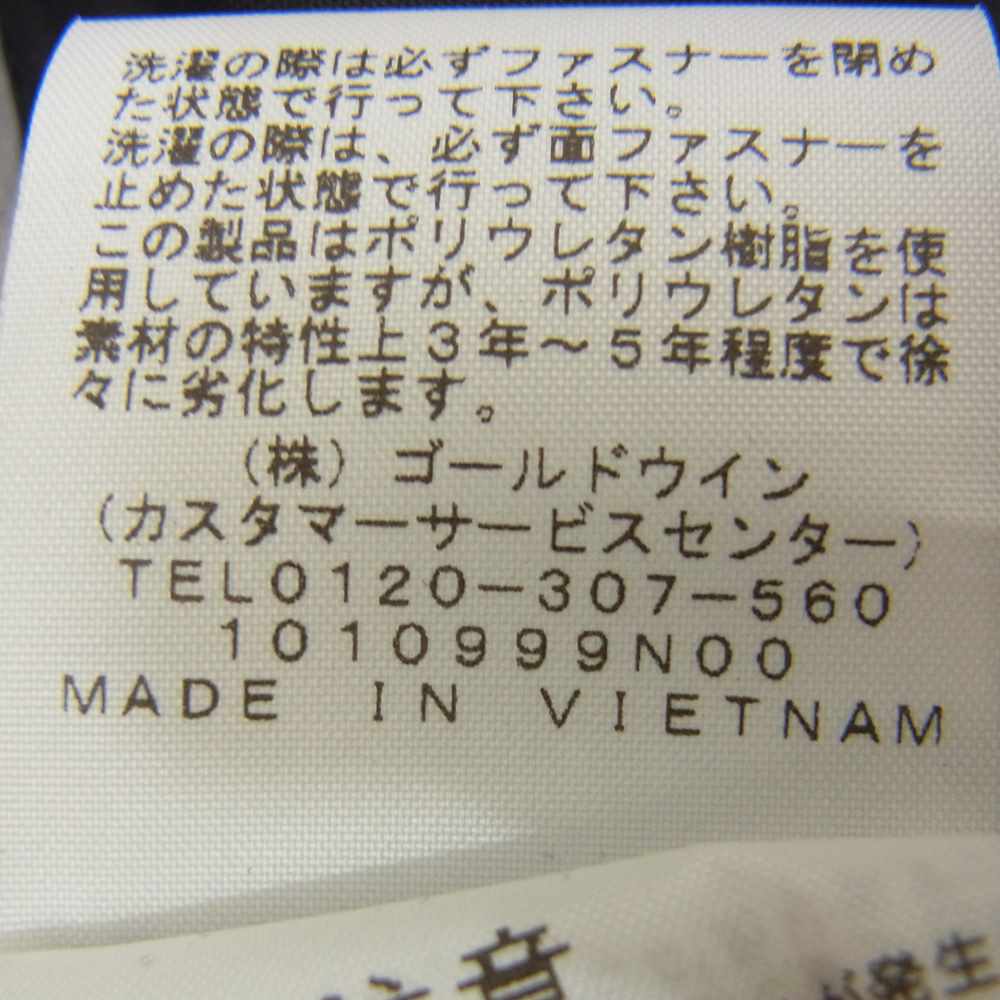 洗濯の際は必ずファスナーを閉め
た状態で行って下さい。
洗濯の際は、必ず面ファスナーを
止めた状態で行って下さい。
この製品はポリウレタン樹脂を使
用していますが、ポリウレタンは
素材の特性上3年～5年程度で徐
々に劣化します。
(株) ゴールドウイン
(カスタマーサービスセンター)
TEL0120-307-560
1010999N00
MADE IN VIETNAM
注意
が発生